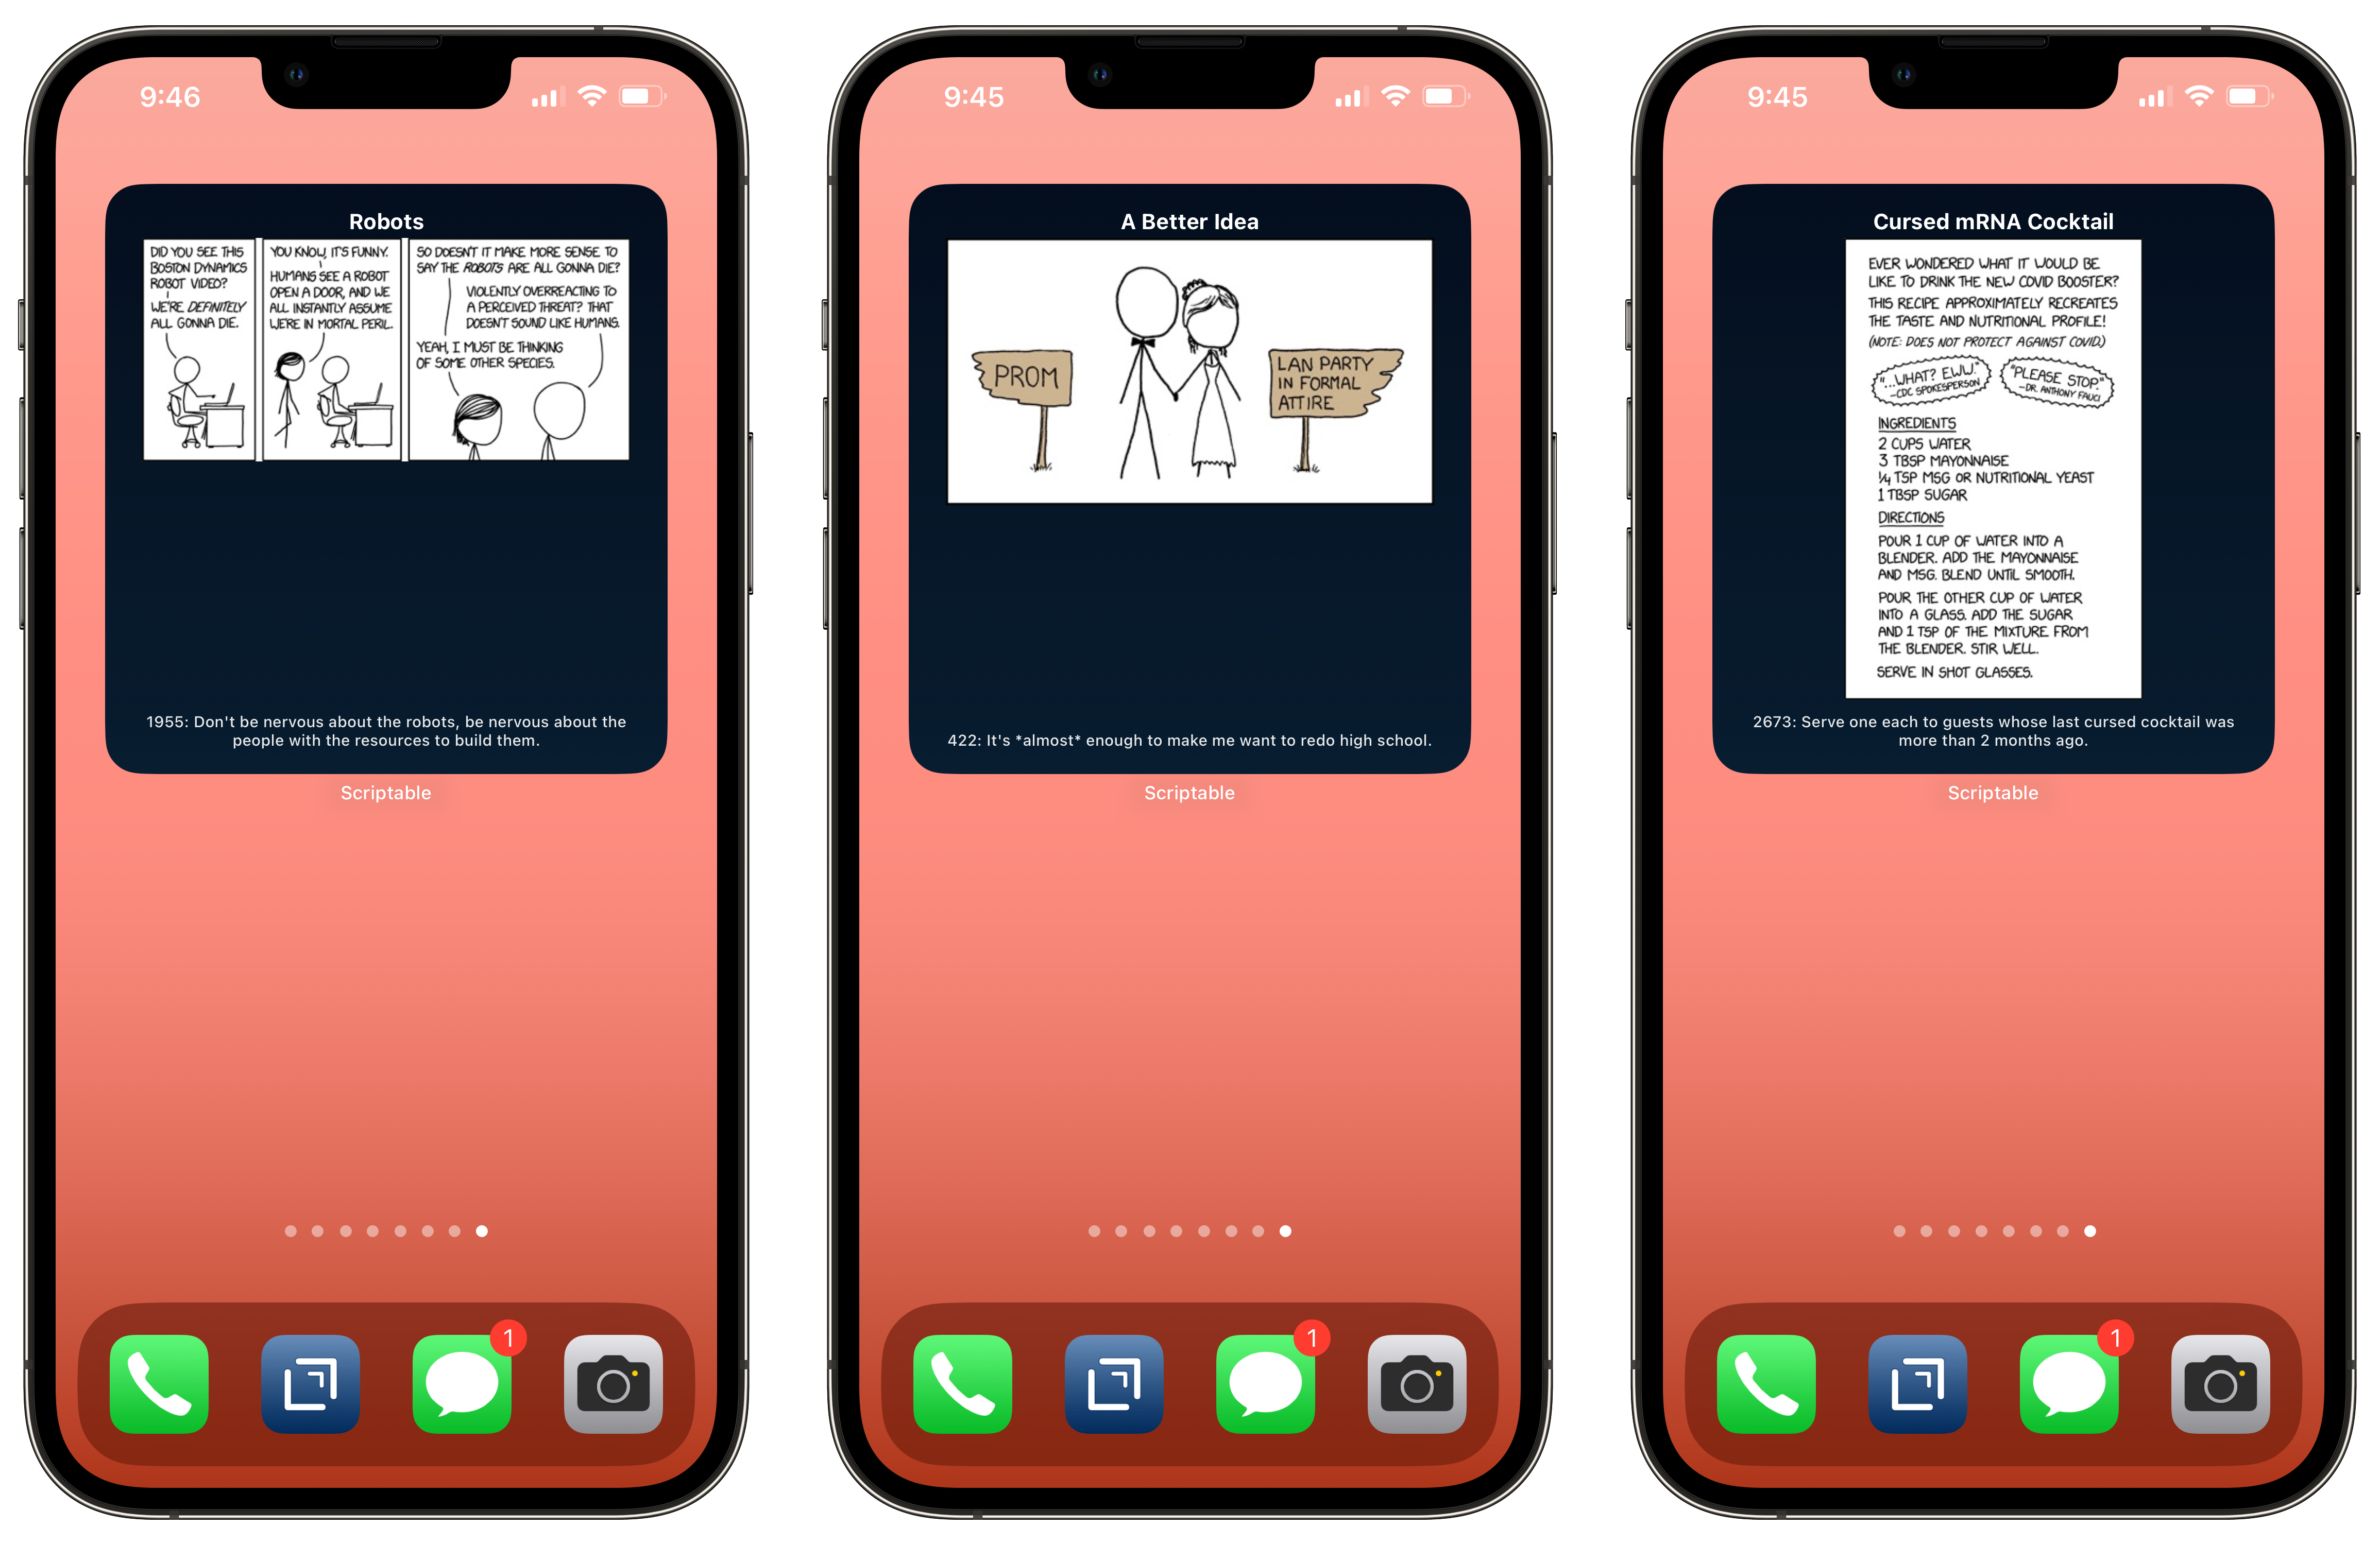 9:46
Robots
DID YOU SEE THIS
BOSTON DYNAMICS
ROBOT VIDEO?
WE'RE DEFINITELY
ALL GONNA DIE.
YOU KNOW, IT'S FUNNY.
HUMANS SEE A ROBOT
OPEN A DOOR, AND WE
ALL INSTANTLY ASSUME
WE'RE IN MORTAL PERIL.
SO DOESN'T IT MAKE MORE SENSE TO
SAY THE ROBOTS ARE ALL GONNA DIE?
VIOLENTLY OVERREACTING TO
A PERCEIVED THREAT? THAT
DOESN'T SOUND LIKE HUMANS.
YEAH, I MUST BE THINKING
OF SOME OTHER SPECIES.
1955: Don't be nervous about the robots, be nervous about the
people with the resources to build them.
Scriptable
1
9:45
A Better Idea
PROM
LAN PARTY
IN FORMAL
ATTIRE
422: It's *almost* enough to make me want to redo high school.
Scriptable
1
9:45
Cursed mRNA Cocktail
EVER WONDERED WHAT IT WOULD BE
LIKE TO DRINK THE NEW COVID BOOSTER?
THIS RECIPE APPROXIMATELY RECREATES
THE TASTE AND NUTRITIONAL PROFILE!
(NOTE: DOES NOT PROTECT AGAINST COVID.)
"...WHAT? EWW."
-CDC SPOKESPERSON
"PLEASE STOP."
-DR. ANTHONY FAUCI
INGREDIENTS
2 CUPS WATER
3 TBSP MAYONNAISE
1/4 TSP MSG OR NUTRITIONAL YEAST
1 TBSP SUGAR
DIRECTIONS
POUR 1 CUP OF WATER INTO A
BLENDER. ADD THE MAYONNAISE
AND MSG. BLEND UNTIL SMOOTH.
POUR THE OTHER CUP OF WATER
INTO A GLASS. ADD THE SUGAR
AND 1 TSP OF THE MIXTURE FROM
THE BLENDER. STIR WELL.
SERVE IN SHOT GLASSES.
2673: Serve one each to guests whose last cursed cocktail was
more than 2 months ago.
Scriptable
1